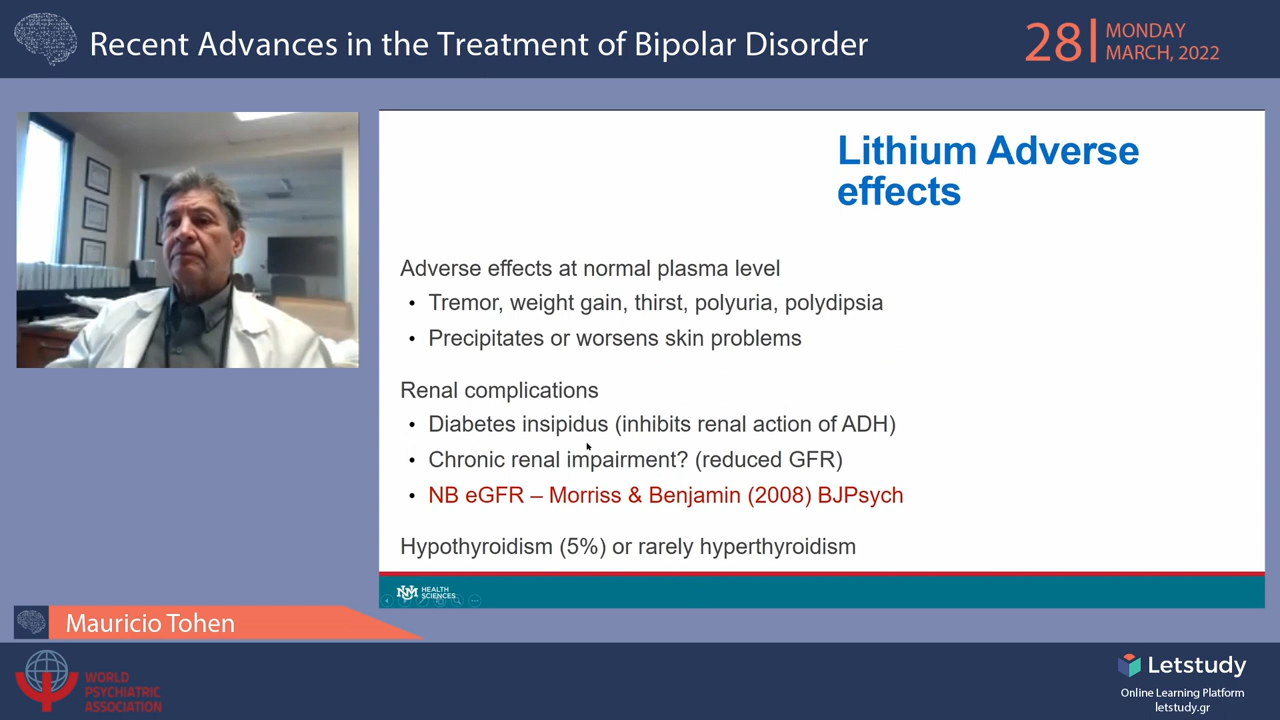 Recent Advances in the Treatment of Bipolar Disorder
28
MONDAY
MARCH, 2022
Lithium Adverse
effects
Adverse effects at normal plasma level
• Tremor, weight gain, thirst, polyuria, polydipsia
• Precipitates or worsens skin problems
Renal complications
• Diabetes insipidus (inhibits renal action of ADH)
• Chronic renal impairment? (reduced GFR)
• NB eGFR – Morriss & Benjamin (2008) BJPsych
Hypothyroidism (5%) or rarely hyperthyroidism
UNM
HEALTH
SCIENCES
Mauricio Tohen
WORLD
PSYCHIATRIC
ASSOCIATION
Letstudy
Online Learning Platform
letstudy.gr